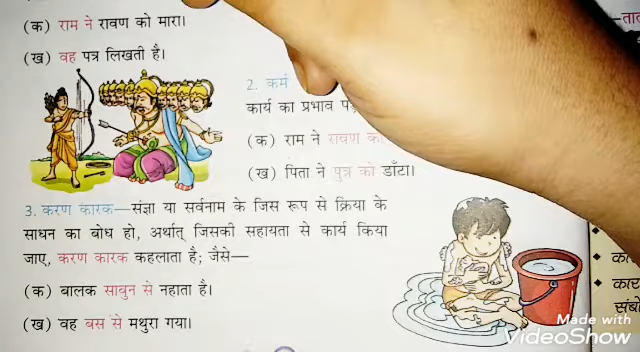 (क) राम ने रावण को मारा।
(ख) वह पत्र लिखती है।
2. कर्म
कार्य का प्रभाव
(क) राम ने रावण को
(ख) पिता ने पुत्र को डाँटा।
3. करण कारक—संज्ञा या सर्वनाम के जिस रूप से क्रिया के
साधन का बोध हो, अर्थात् जिसकी सहायता से कार्य किया
जाए, करण कारक कहलाता है; जैसे—
(क) बालक साबुन से नहाता है।
(ख) वह बस से मथुरा गया।
Made with
VideoShow